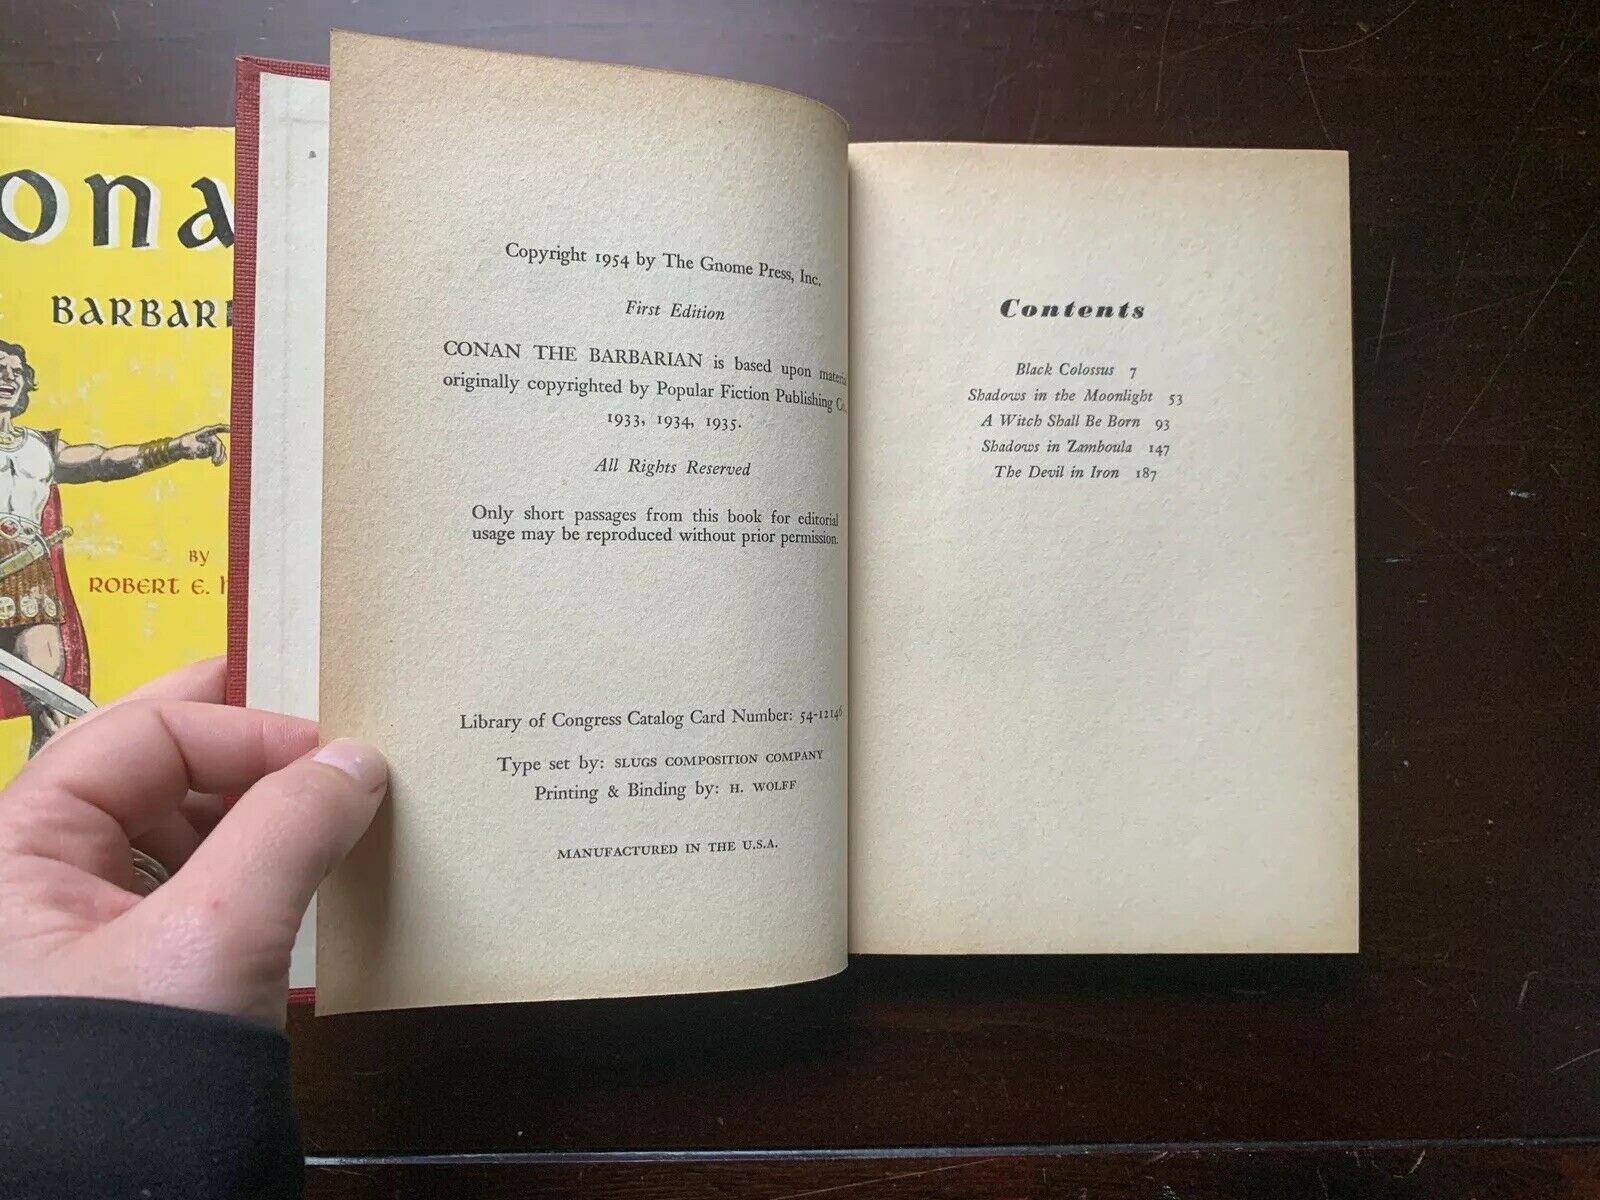 ona
BARBAR
BY
ROBERT E.
Copyright 1954 by The Gnome Press, Inc.
First Edition
CONAN THE BARBARIAN is based upon materia
originally copyrighted by Popular Fiction Publishing Co.
1933, 1934, 1935.
All Rights Reserved
Only short passages from this book for editorial
usage may be reproduced without prior permission.
Library of Congress Catalog Card Number: 54-12146
Type set by: SLUGS COMPOSITION COMPANY
Printing & Binding by: H. WOLFF
MANUFACTURED IN THE U.S.A.
Contents
Black Colossus 7
Shadows in the Moonlight 53
A Witch Shall Be Born 93
Shadows in Zamboula 147
The Devil in Iron 187